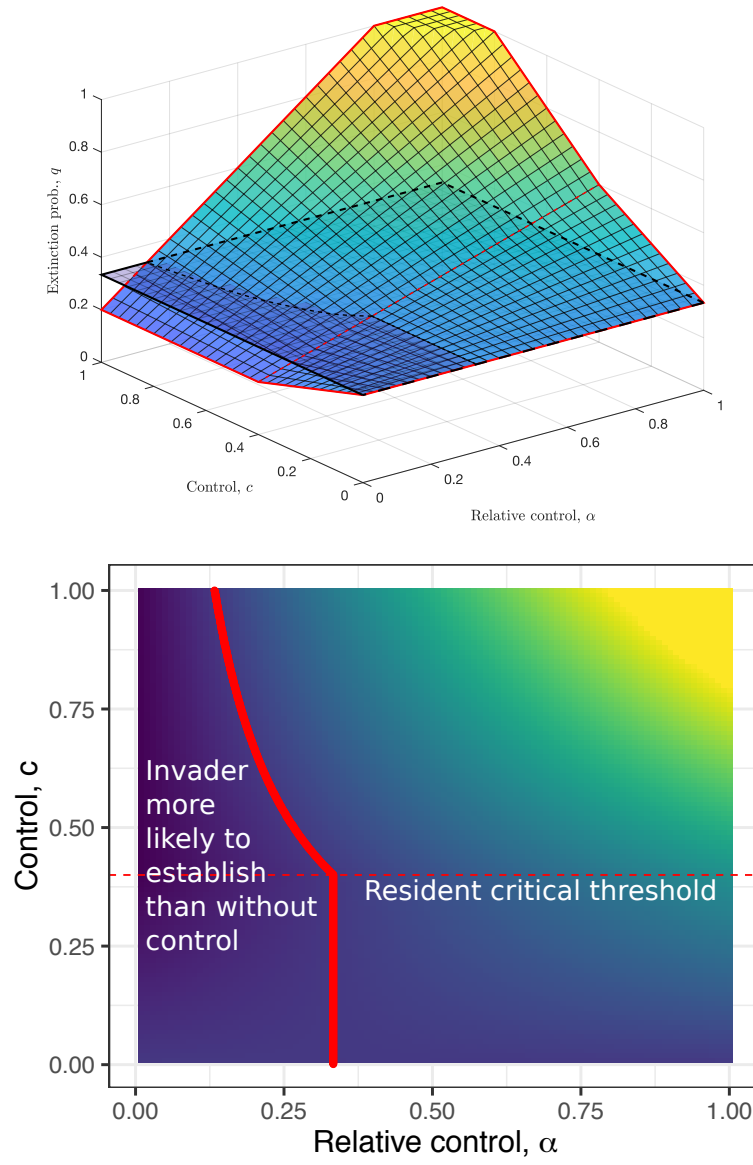 1
0.8
0.6
0.4
0.2
0
Extinction prob., q
1
0.8
0.6
0.4
0.2
0
Control, c
0
0.2
0.4
0.6
0.8
1
Relative control, α
1.00
0.75
0.50
0.25
0.00
Control, c
Invader
more
likely to
establish
than without
control
Resident critical threshold
0.00
0.25
0.50
0.75
1.00
Relative control, α